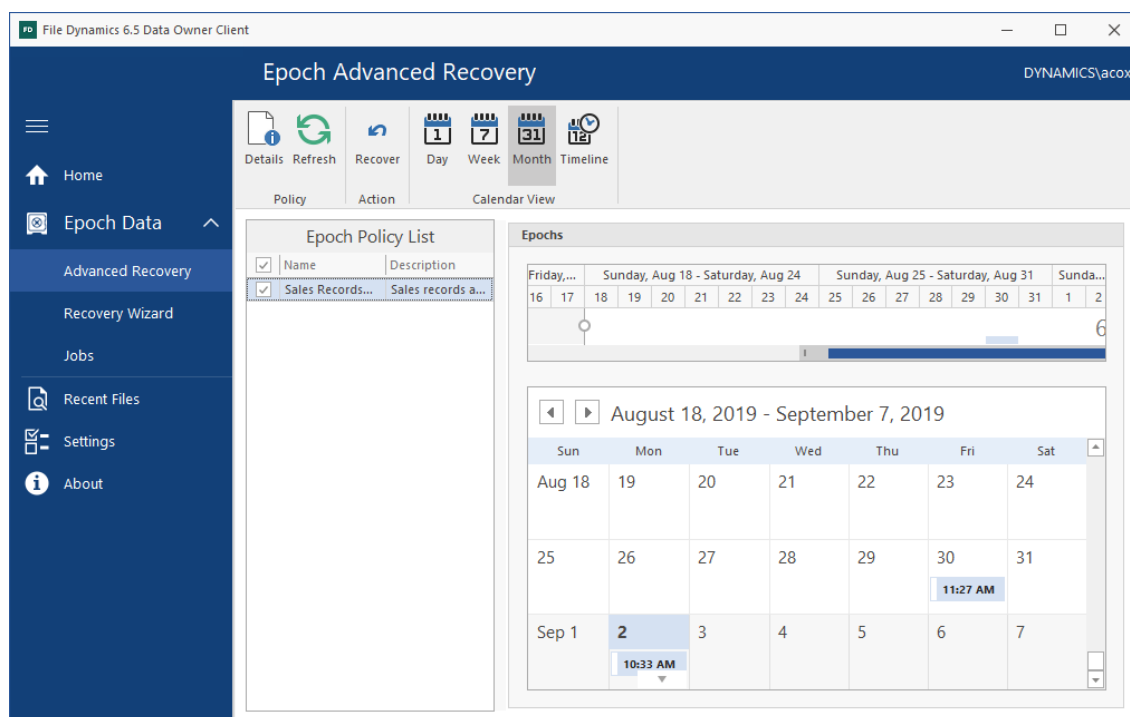 FD File Dynamics 6.5 Data Owner Client
Epoch Advanced Recovery
DYNAMICS\acox
Home
Epoch Data
Advanced Recovery
Recovery Wizard
Jobs
Recent Files
Settings
About
1 7 31 12
Details Refresh Recover Day Week Month Timeline
Policy Action Calendar View
Epoch Policy List
Name Description
Sales Records... Sales records a...
Epochs
Friday,... Sunday, Aug 18 - Saturday, Aug 24 Sunday, Aug 25 - Saturday, Aug 31 Sunda...
16 17 18 19 20 21 22 23 24 25 26 27 28 29 30 31 1 2
6
August 18, 2019 - September 7, 2019
Sun Mon Tue Wed Thu Fri Sat
Aug 18 19 20 21 22 23 24
25 26 27 28 29 30 31
11:27 AM
Sep 1 2 3 4 5 6 7
10:33 AM